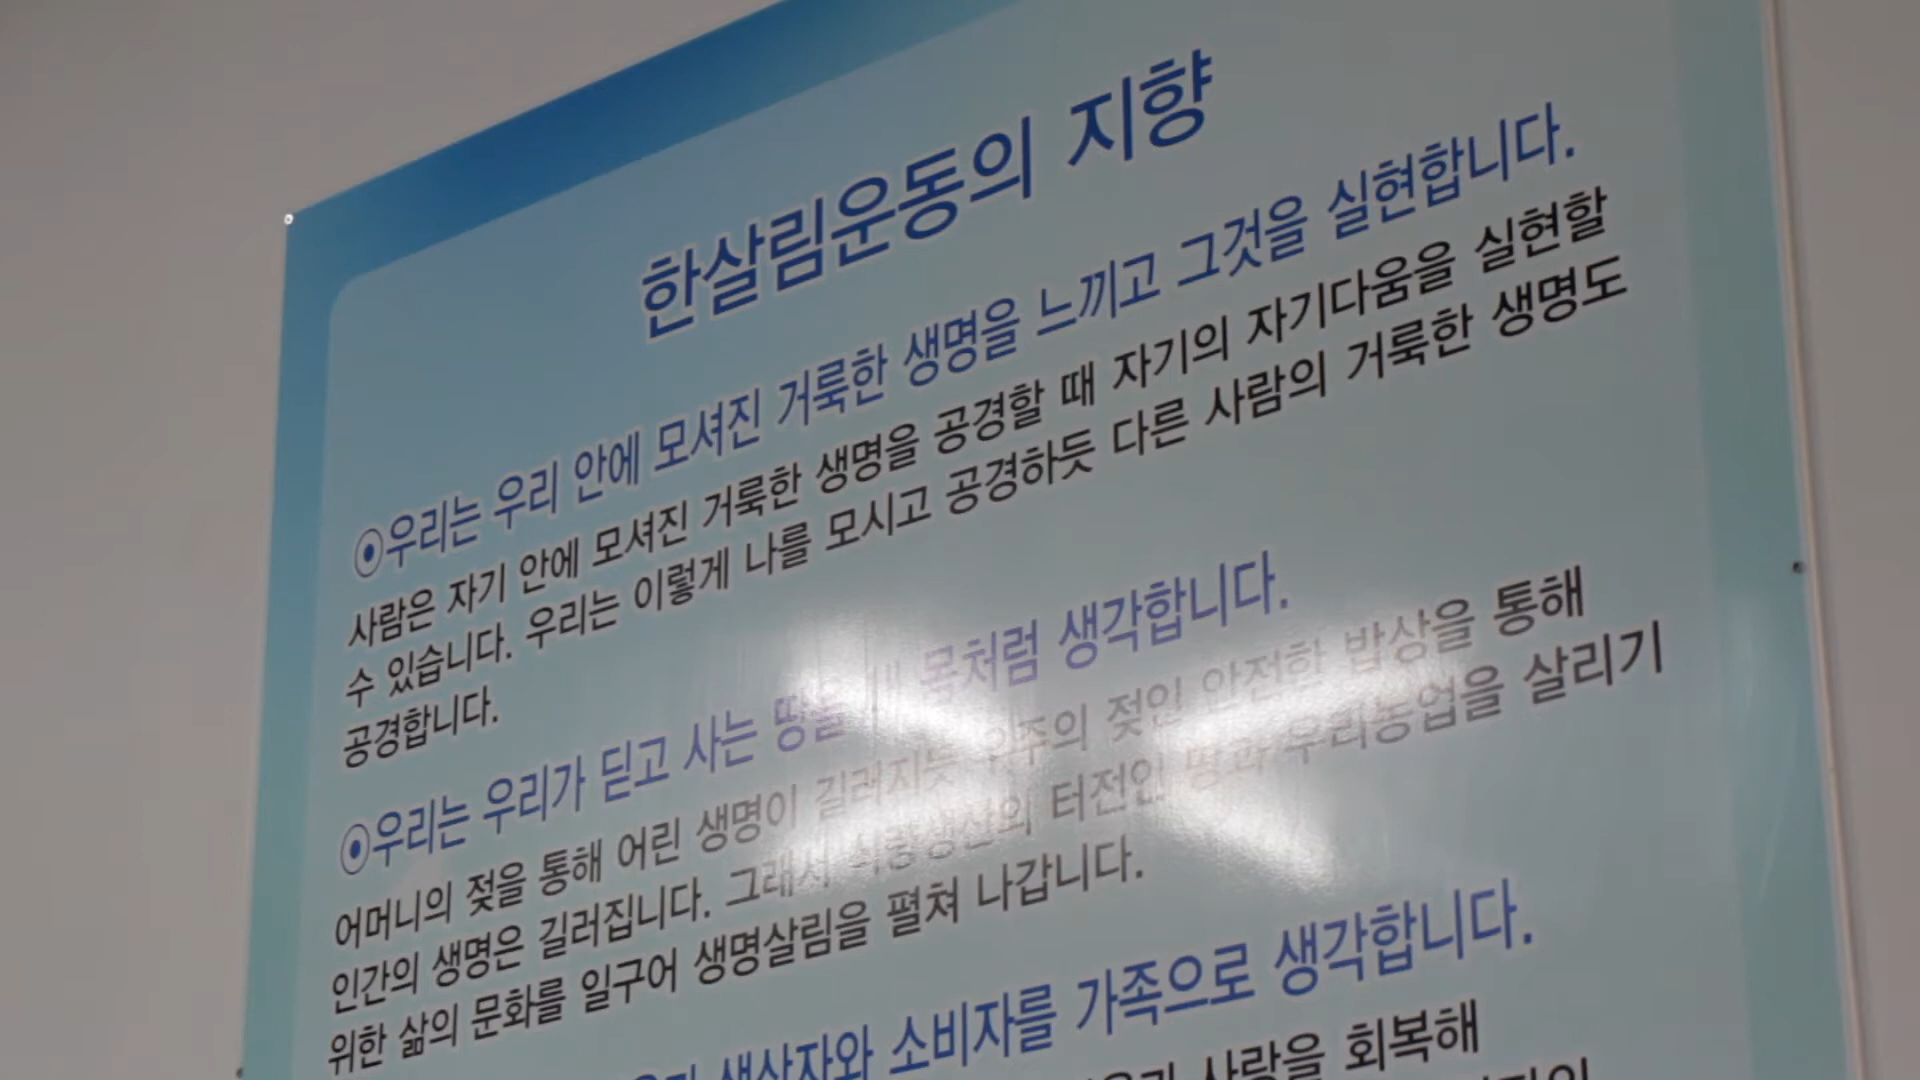 한살림운동의 지향
⊙우리는 우리 안에 모셔진 거룩한 생명을 느끼고 그것을 실현합니다.
사람은 자기 안에 모셔진 거룩한 생명을 공경할 때 자기의 자기다움을 실현할
수 있습니다. 우리는 이렇게 나를 모시고 공경하듯 다른 사람의 거룩한 생명도
공경합니다.
⊙우리는 우리가 딛고 사는 땅을 내 몸처럼 생각합니다.
어머니의 젖을 통해 어린 생명이 길러지듯 우주의 젖인 안전한 밥상을 통해
인간의 생명은 길러집니다. 그래서 식량생산의 터전인 땅과 우리농업을 살리기
위한 삶의 문화를 일구어 생명살림을 펼쳐 나갑니다.
생산자와 소비자를 가족으로 생각합니다.
사랑을 회복해